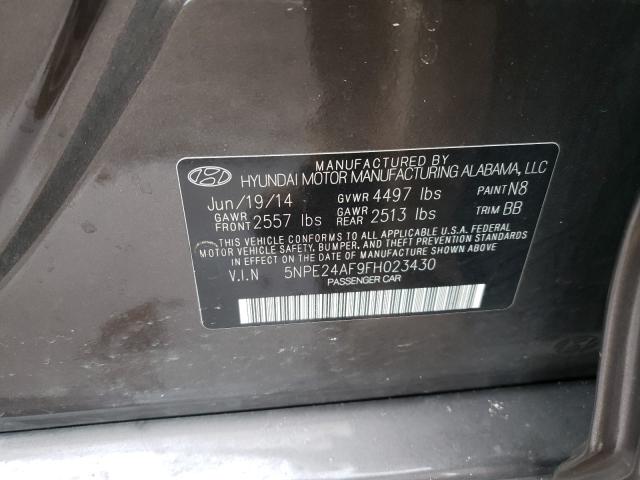 MANUFACTURED BY
HYUNDAI MOTOR MANUFACTURING ALABAMA, LLC
Jun/19/14 GVWR 4497 lbs PAINT N8
GAWR FRONT 2557 lbs GAWR REAR 2513 lbs TRIM BB
THIS VEHICLE CONFORMS TO ALL APPLICABLE U.S.A. FEDERAL
MOTOR VEHICLE SAFETY, BUMPER, AND THEFT PREVENTION STANDARDS
IN EFFECT ON THE DATE OF MANUFACTURE SHOWN ABOVE.
V.I.N 5NPE24AF9FH023430
PASSENGER CAR